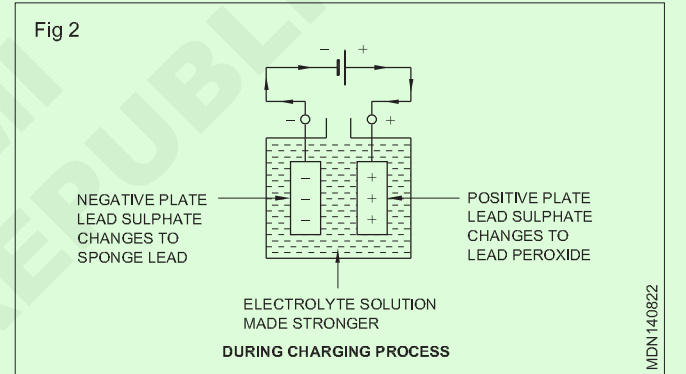 Fig 2
- +
- +
NEGATIVE PLATE
LEAD SULPHATE
CHANGES TO
SPONGE LEAD
-
-
-
+
+
+
POSITIVE PLATE
LEAD SULPHATE
CHANGES TO
LEAD PEROXIDE
ELECTROLYTE SOLUTION
MADE STRONGER
DURING CHARGING PROCESS
MDN140822